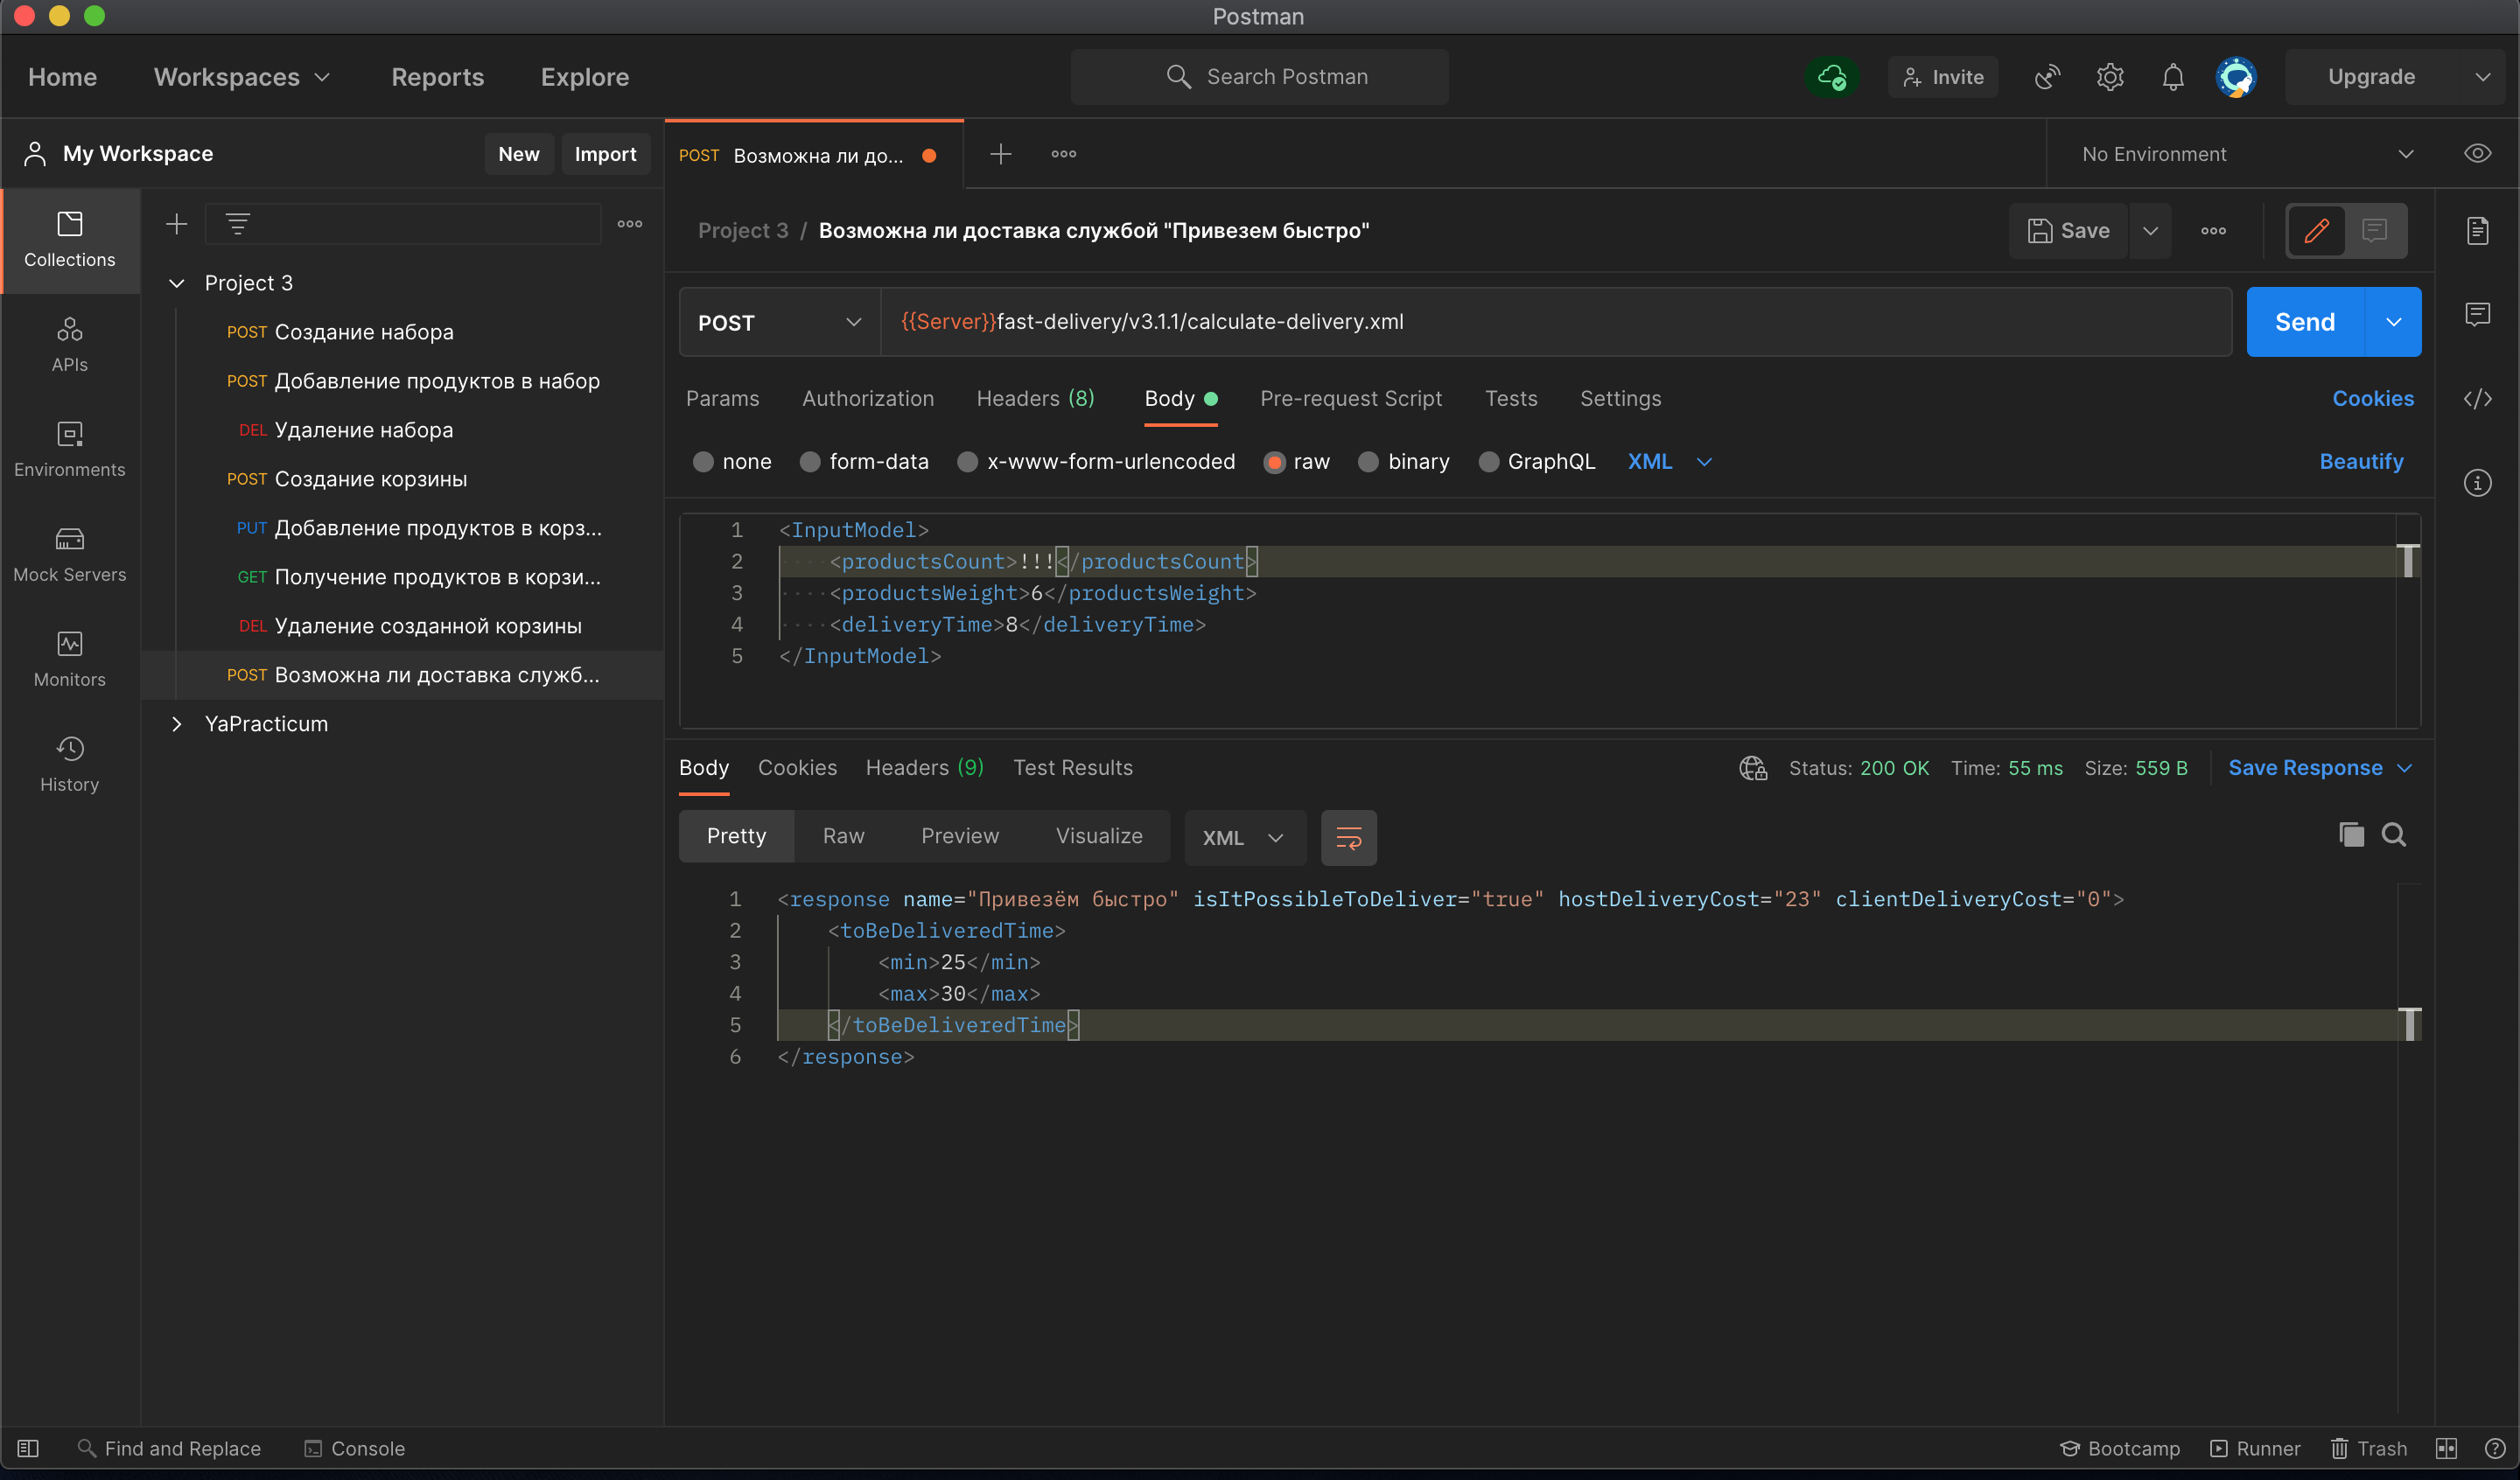 Postman
Home Workspaces Reports Explore Search Postman Invite Upgrade
My Workspace New Import POST Возможна ли до... No Environment
Collections
APIs
Environments
Mock Servers
Monitors
History
Project 3
POST Создание набора
POST Добавление продуктов в набор
DEL Удаление набора
POST Создание корзины
PUT Добавление продуктов в корз...
GET Получение продуктов в корзи...
DEL Удаление созданной корзины
POST Возможна ли доставка служб...
YaPracticum
Project 3 / Возможна ли доставка службой "Привезем быстро" Save
POST {{Server}}fast-delivery/v3.1.1/calculate-delivery.xml Send
Params Authorization Headers (8) Body Pre-request Script Tests Settings Cookies
none form-data x-www-form-urlencoded raw binary GraphQL XML Beautify
1 <InputModel>
2 <productsCount>!!!</productsCount>
3 <productsWeight>6</productsWeight>
4 <deliveryTime>8</deliveryTime>
5 </InputModel>
Body Cookies Headers (9) Test Results Status: 200 OK Time: 55 ms Size: 559 B Save Response
Pretty Raw Preview Visualize XML
1 <response name="Привезём быстро" isItPossibleToDeliver="true" hostDeliveryCost="23" clientDeliveryCost="0">
2 <toBeDeliveredTime>
3 <min>25</min>
4 <max>30</max>
5 </toBeDeliveredTime>
6 </response>
Find and Replace Console Bootcamp Runner Trash